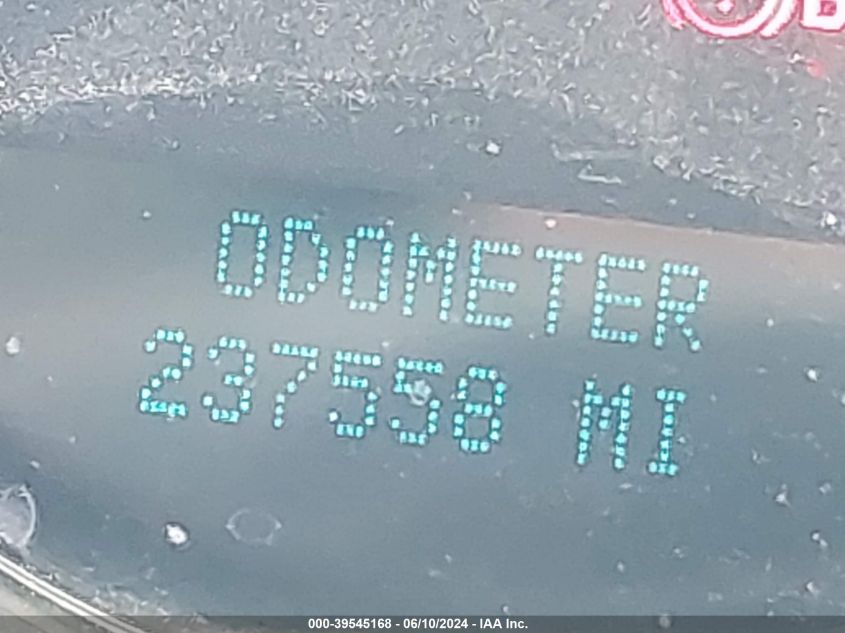 ODOMETER
237558 MI
000-39545168 - 06/10/2024 - IAA Inc.